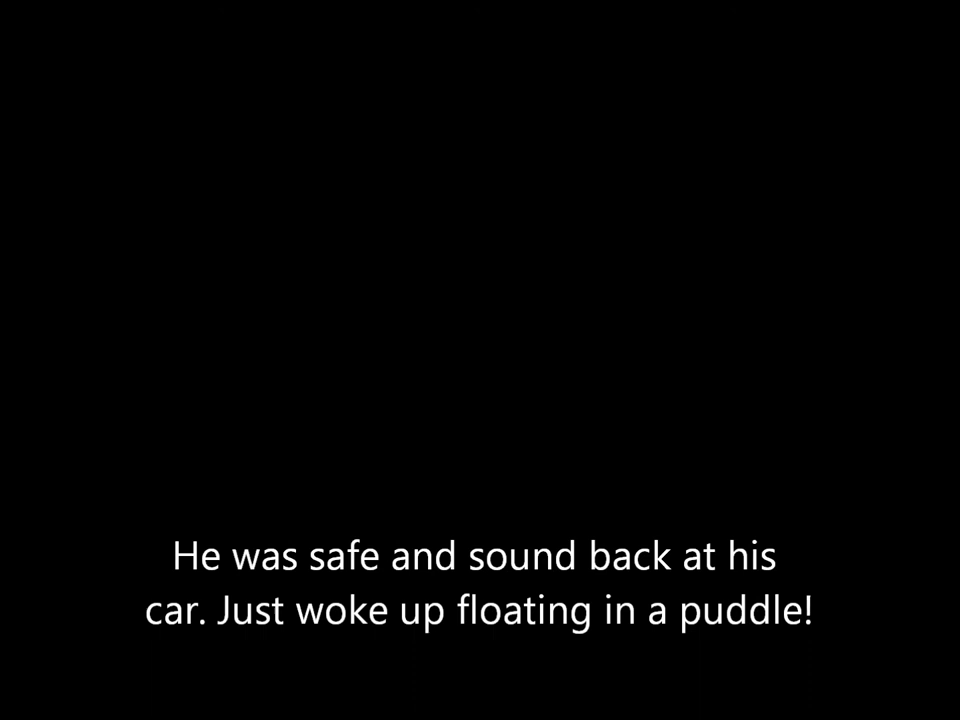 He was safe and sound back at his
car. Just woke up floating in a puddle!